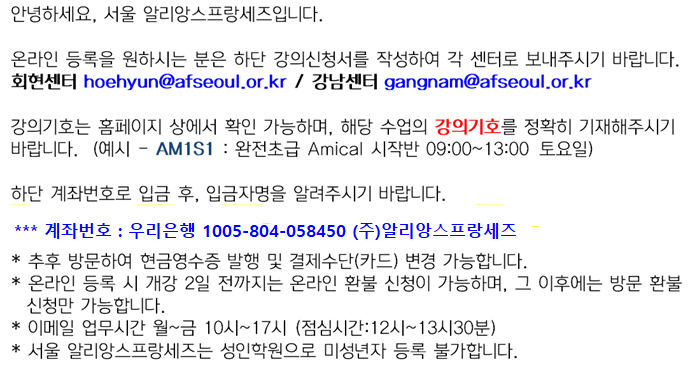 안녕하세요, 서울 알리앙스프랑세즈입니다.
온라인 등록을 원하시는 분은 하단 강의신청서를 작성하여 각 센터로 보내주시기 바랍니다.
회현센터 hoehyun@afseoul.or.kr / 강남센터 gangnam@afseoul.or.kr
강의기호는 홈페이지 상에서 확인 가능하며, 해당 수업의 강의기호를 정확히 기재해주시기
바랍니다. (예시 - AM1S1 : 완전초급 Amical 시작반 09:00~13:00 토요일)
하단 계좌번호로 입금 후, 입금자명을 알려주시기 바랍니다.
*** 계좌번호 : 우리은행 1005-804-058450 (주)알리앙스프랑세즈
* 추후 방문하여 현금영수증 발행 및 결제수단(카드) 변경 가능합니다.
* 온라인 등록 시 개강 2일 전까지는 온라인 환불 신청이 가능하며, 그 이후에는 방문 환불
신청만 가능합니다.
* 이메일 업무시간 월~금 10시~17시 (점심시간:12시~13시30분)
* 서울 알리앙스프랑세즈는 성인학원으로 미성년자 등록 불가합니다.